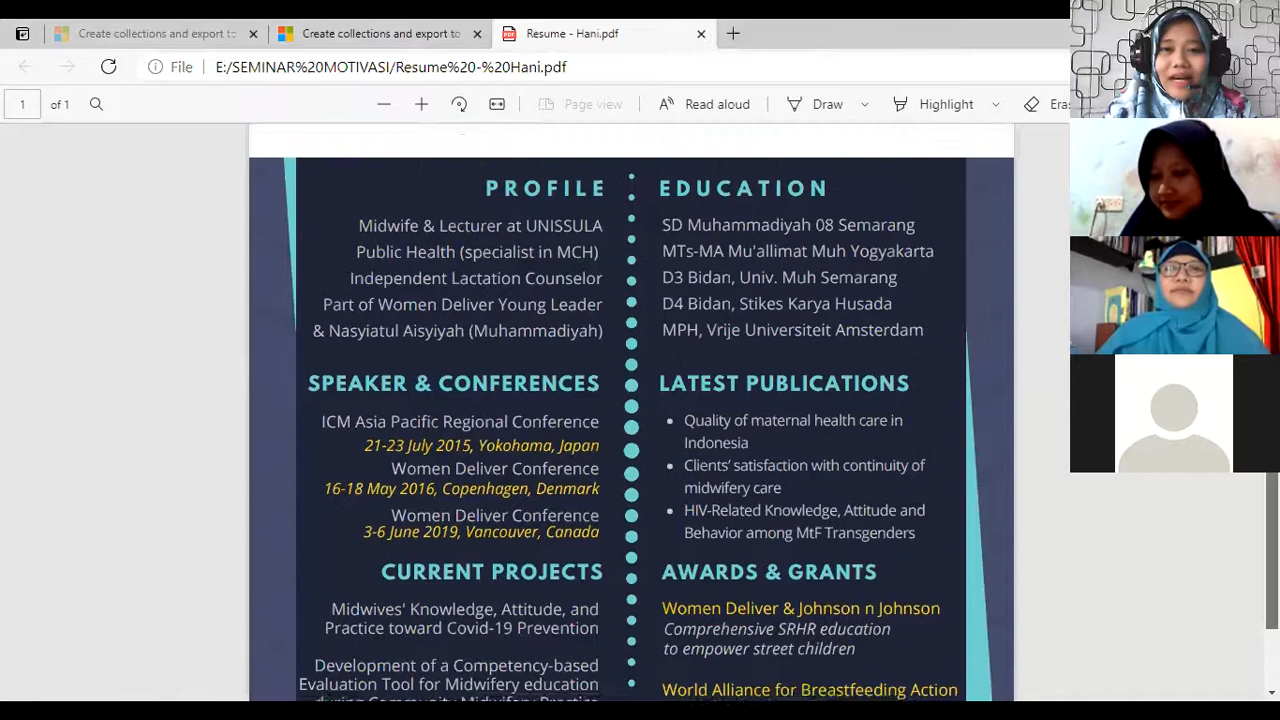 Create collections and export to
Create collections and export to
Resume - Hani.pdf
File
E:/SEMINAR%20MOTIVASI/Resume%20-%20Hani.pdf
1 of 1
Page view
Read aloud
Draw
Highlight
PROFILE
Midwife & Lecturer at UNISSULA
Public Health (specialist in MCH)
Independent Lactation Counselor
Part of Women Deliver Young Leader
& Nasyiatul Aisyiyah (Muhammadiyah)
EDUCATION
SD Muhammadiyah 08 Semarang
MTs-MA Mu'allimat Muh Yogyakarta
D3 Bidan, Univ. Muh Semarang
D4 Bidan, Stikes Karya Husada
MPH, Vrije Universiteit Amsterdam
SPEAKER & CONFERENCES
ICM Asia Pacific Regional Conference
21-23 July 2015, Yokohama, Japan
Women Deliver Conference
16-18 May 2016, Copenhagen, Denmark
Women Deliver Conference
3-6 June 2019, Vancouver, Canada
LATEST PUBLICATIONS
Quality of maternal health care in
Indonesia
Clients' satisfaction with continuity of
midwifery care
HIV-Related Knowledge, Attitude and
Behavior among MtF Transgenders
CURRENT PROJECTS
Midwives' Knowledge, Attitude, and
Practice toward Covid-19 Prevention
Development of a Competency-based
Evaluation Tool for Midwifery education
during Community Midwifery Practice
AWARDS & GRANTS
Women Deliver & Johnson n Johnson
Comprehensive SRHR education
to empower street children
World Alliance for Breastfeeding Action